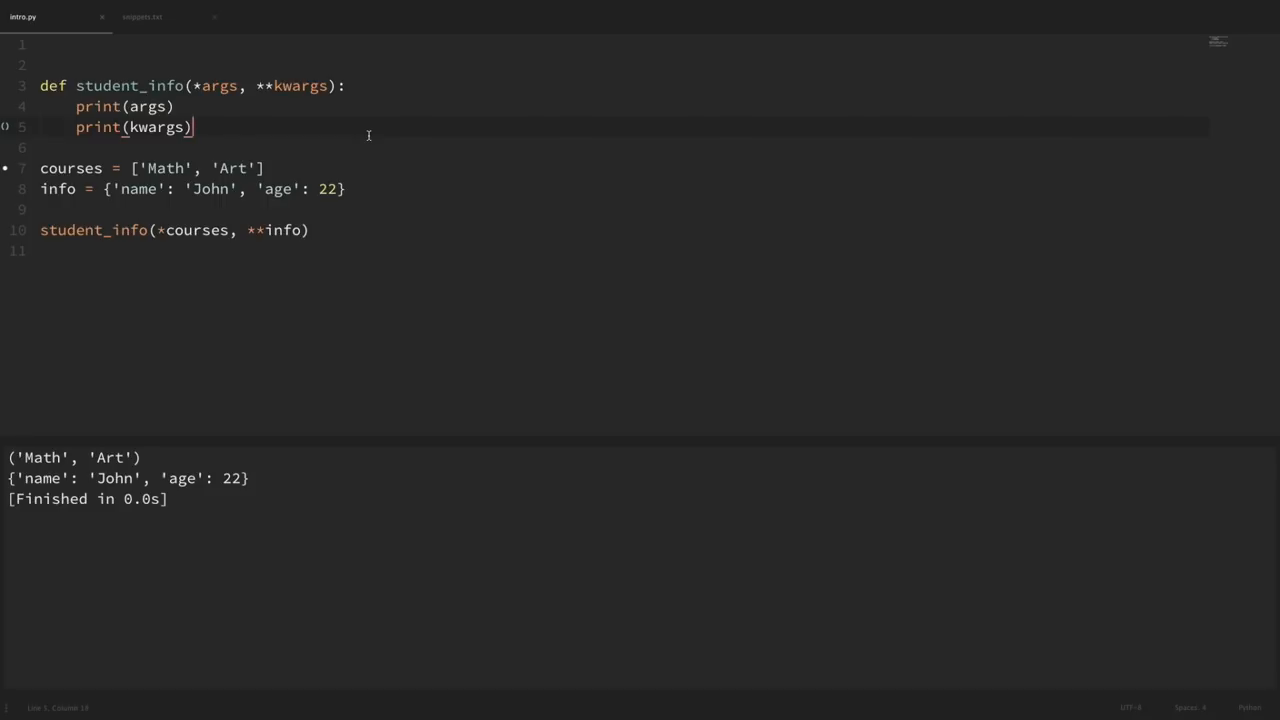 intro.py × snippets.txt ×
1
2
3 def student_info(*args, **kwargs):
4     print(args)
() 5     print(kwargs)
6
• 7 courses = ['Math', 'Art']
8 info = {'name': 'John', 'age': 22}
9
10 student_info(*courses, **info)
11
('Math', 'Art')
{'name': 'John', 'age': 22}
[Finished in 0.0s]
Line 5, Column 18 UTF-8 Spaces: 4 Python